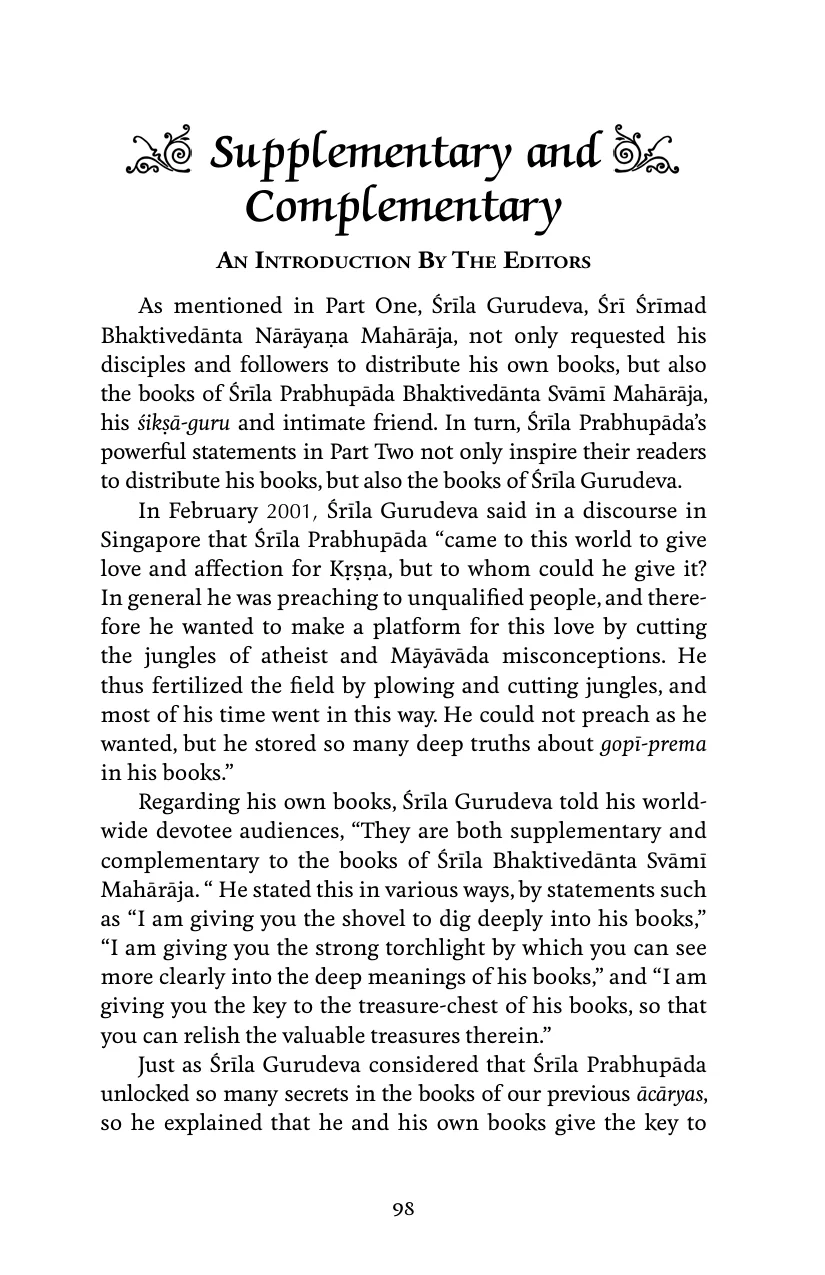 Supplementary and
Complementary
An Introduction By The Editors
As mentioned in Part One, Śrīla Gurudeva, Śrī Śrīmad
Bhaktivedānta Nārāyaṇa Mahārāja, not only requested his
disciples and followers to distribute his own books, but also
the books of Śrīla Prabhupāda Bhaktivedānta Svāmī Mahārāja,
his śikṣā-guru and intimate friend. In turn, Śrīla Prabhupāda’s
powerful statements in Part Two not only inspire their readers
to distribute his books, but also the books of Śrīla Gurudeva.
In February 2001, Śrīla Gurudeva said in a discourse in
Singapore that Śrīla Prabhupāda “came to this world to give
love and affection for Kṛṣṇa, but to whom could he give it?
In general he was preaching to unqualified people, and there-
fore he wanted to make a platform for this love by cutting
the jungles of atheist and Māyāvāda misconceptions. He
thus fertilized the field by plowing and cutting jungles, and
most of his time went in this way. He could not preach as he
wanted, but he stored so many deep truths about gopī-prema
in his books.”
Regarding his own books, Śrīla Gurudeva told his world-
wide devotee audiences, “They are both supplementary and
complementary to the books of Śrīla Bhaktivedānta Svāmī
Mahārāja. “ He stated this in various ways, by statements such
as “I am giving you the shovel to dig deeply into his books,”
“I am giving you the strong torchlight by which you can see
more clearly into the deep meanings of his books,” and “I am
giving you the key to the treasure-chest of his books, so that
you can relish the valuable treasures therein.”
Just as Śrīla Gurudeva considered that Śrīla Prabhupāda
unlocked so many secrets in the books of our previous ācāryas,
so he explained that he and his own books give the key to
98